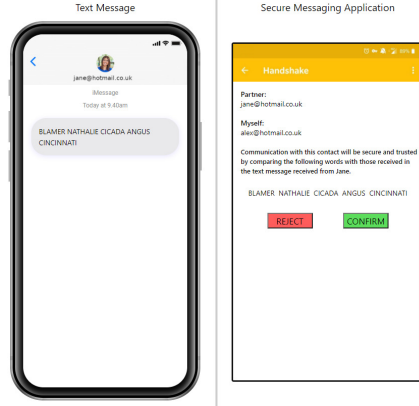 Text Message
jane@hotmail.co.uk
iMessage
Today at 9.40am
BLAMER NATHALIE CICADA ANGUS
CINCINNATI
Secure Messaging Application
Handshake
Partner:
jane@hotmail.co.uk
Myself:
alex@hotmail.co.uk
Communication with this contact will be secure and trusted
by comparing the following words with those received in
the text message received from Jane.
BLAMER NATHALIE CICADA ANGUS CINCINNATI
REJECT
CONFIRM